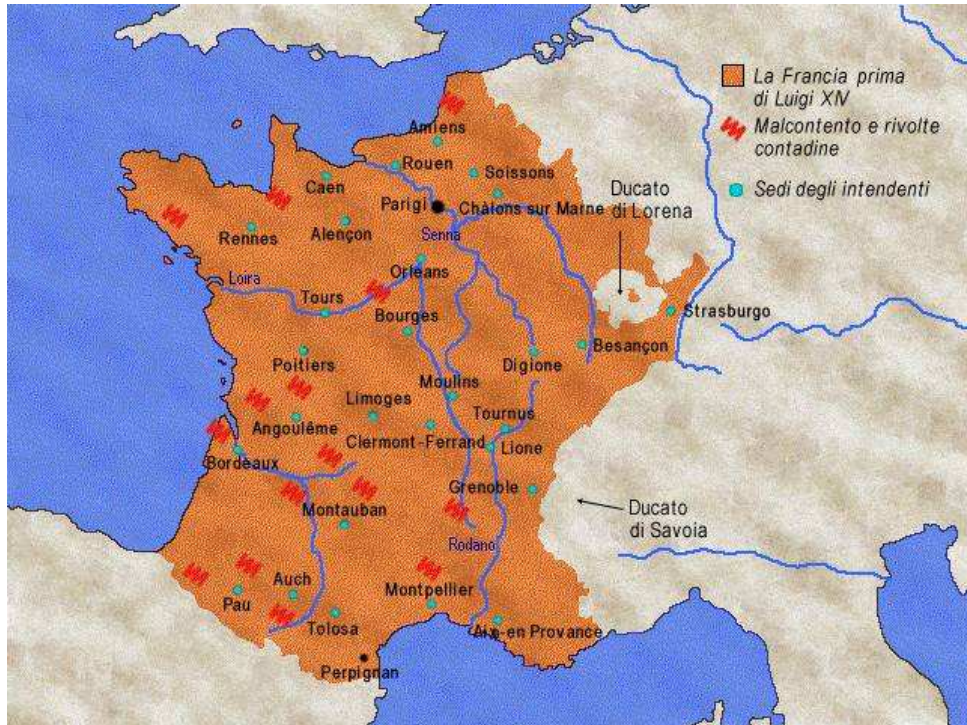 La Francia prima
di Luigi XIV
Malcontento e rivolte
contadine
Sedi degli intendenti
Amiens
Rouen
Soissons
Caen
Parigi
Châlons sur Marne
Ducato
di Lorena
Rennes
Alençon
Senna
Orleans
Loira
Tours
Bourges
Strasburgo
Besançon
Poitiers
Digione
Moulins
Limoges
Tournus
Angoulême
Clermont-Ferrand
Lione
Bordeaux
Grenoble
Montauban
Ducato
di Savoia
Rodano
Auch
Montpellier
Pau
Tolosa
Aix-en Provance
Perpignan